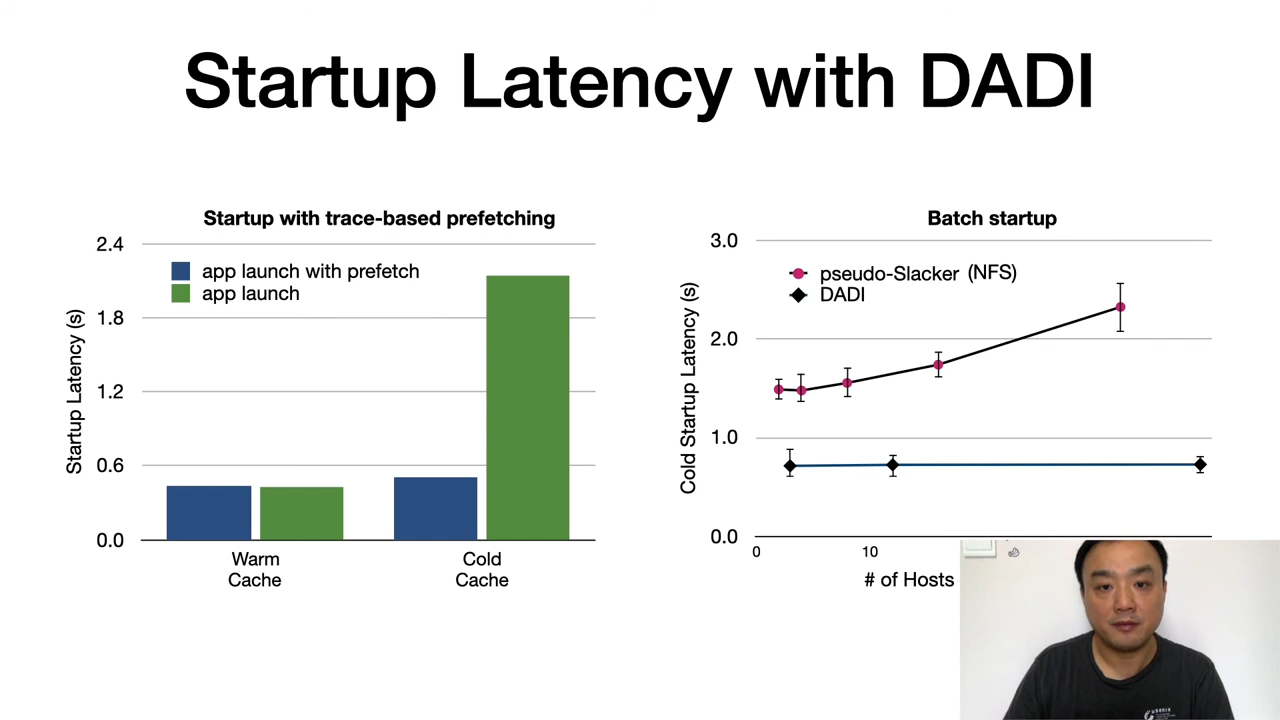 Startup Latency with DADI
Startup with trace-based prefetching
2.4
1.8
1.2
0.6
0.0
Startup Latency (s)
app launch with prefetch
app launch
Warm
Cache
Cold
Cache
Batch startup
3.0
2.0
1.0
0.0
Cold Startup Latency (s)
pseudo-Slacker (NFS)
DADI
0
10
# of Hosts
usenix